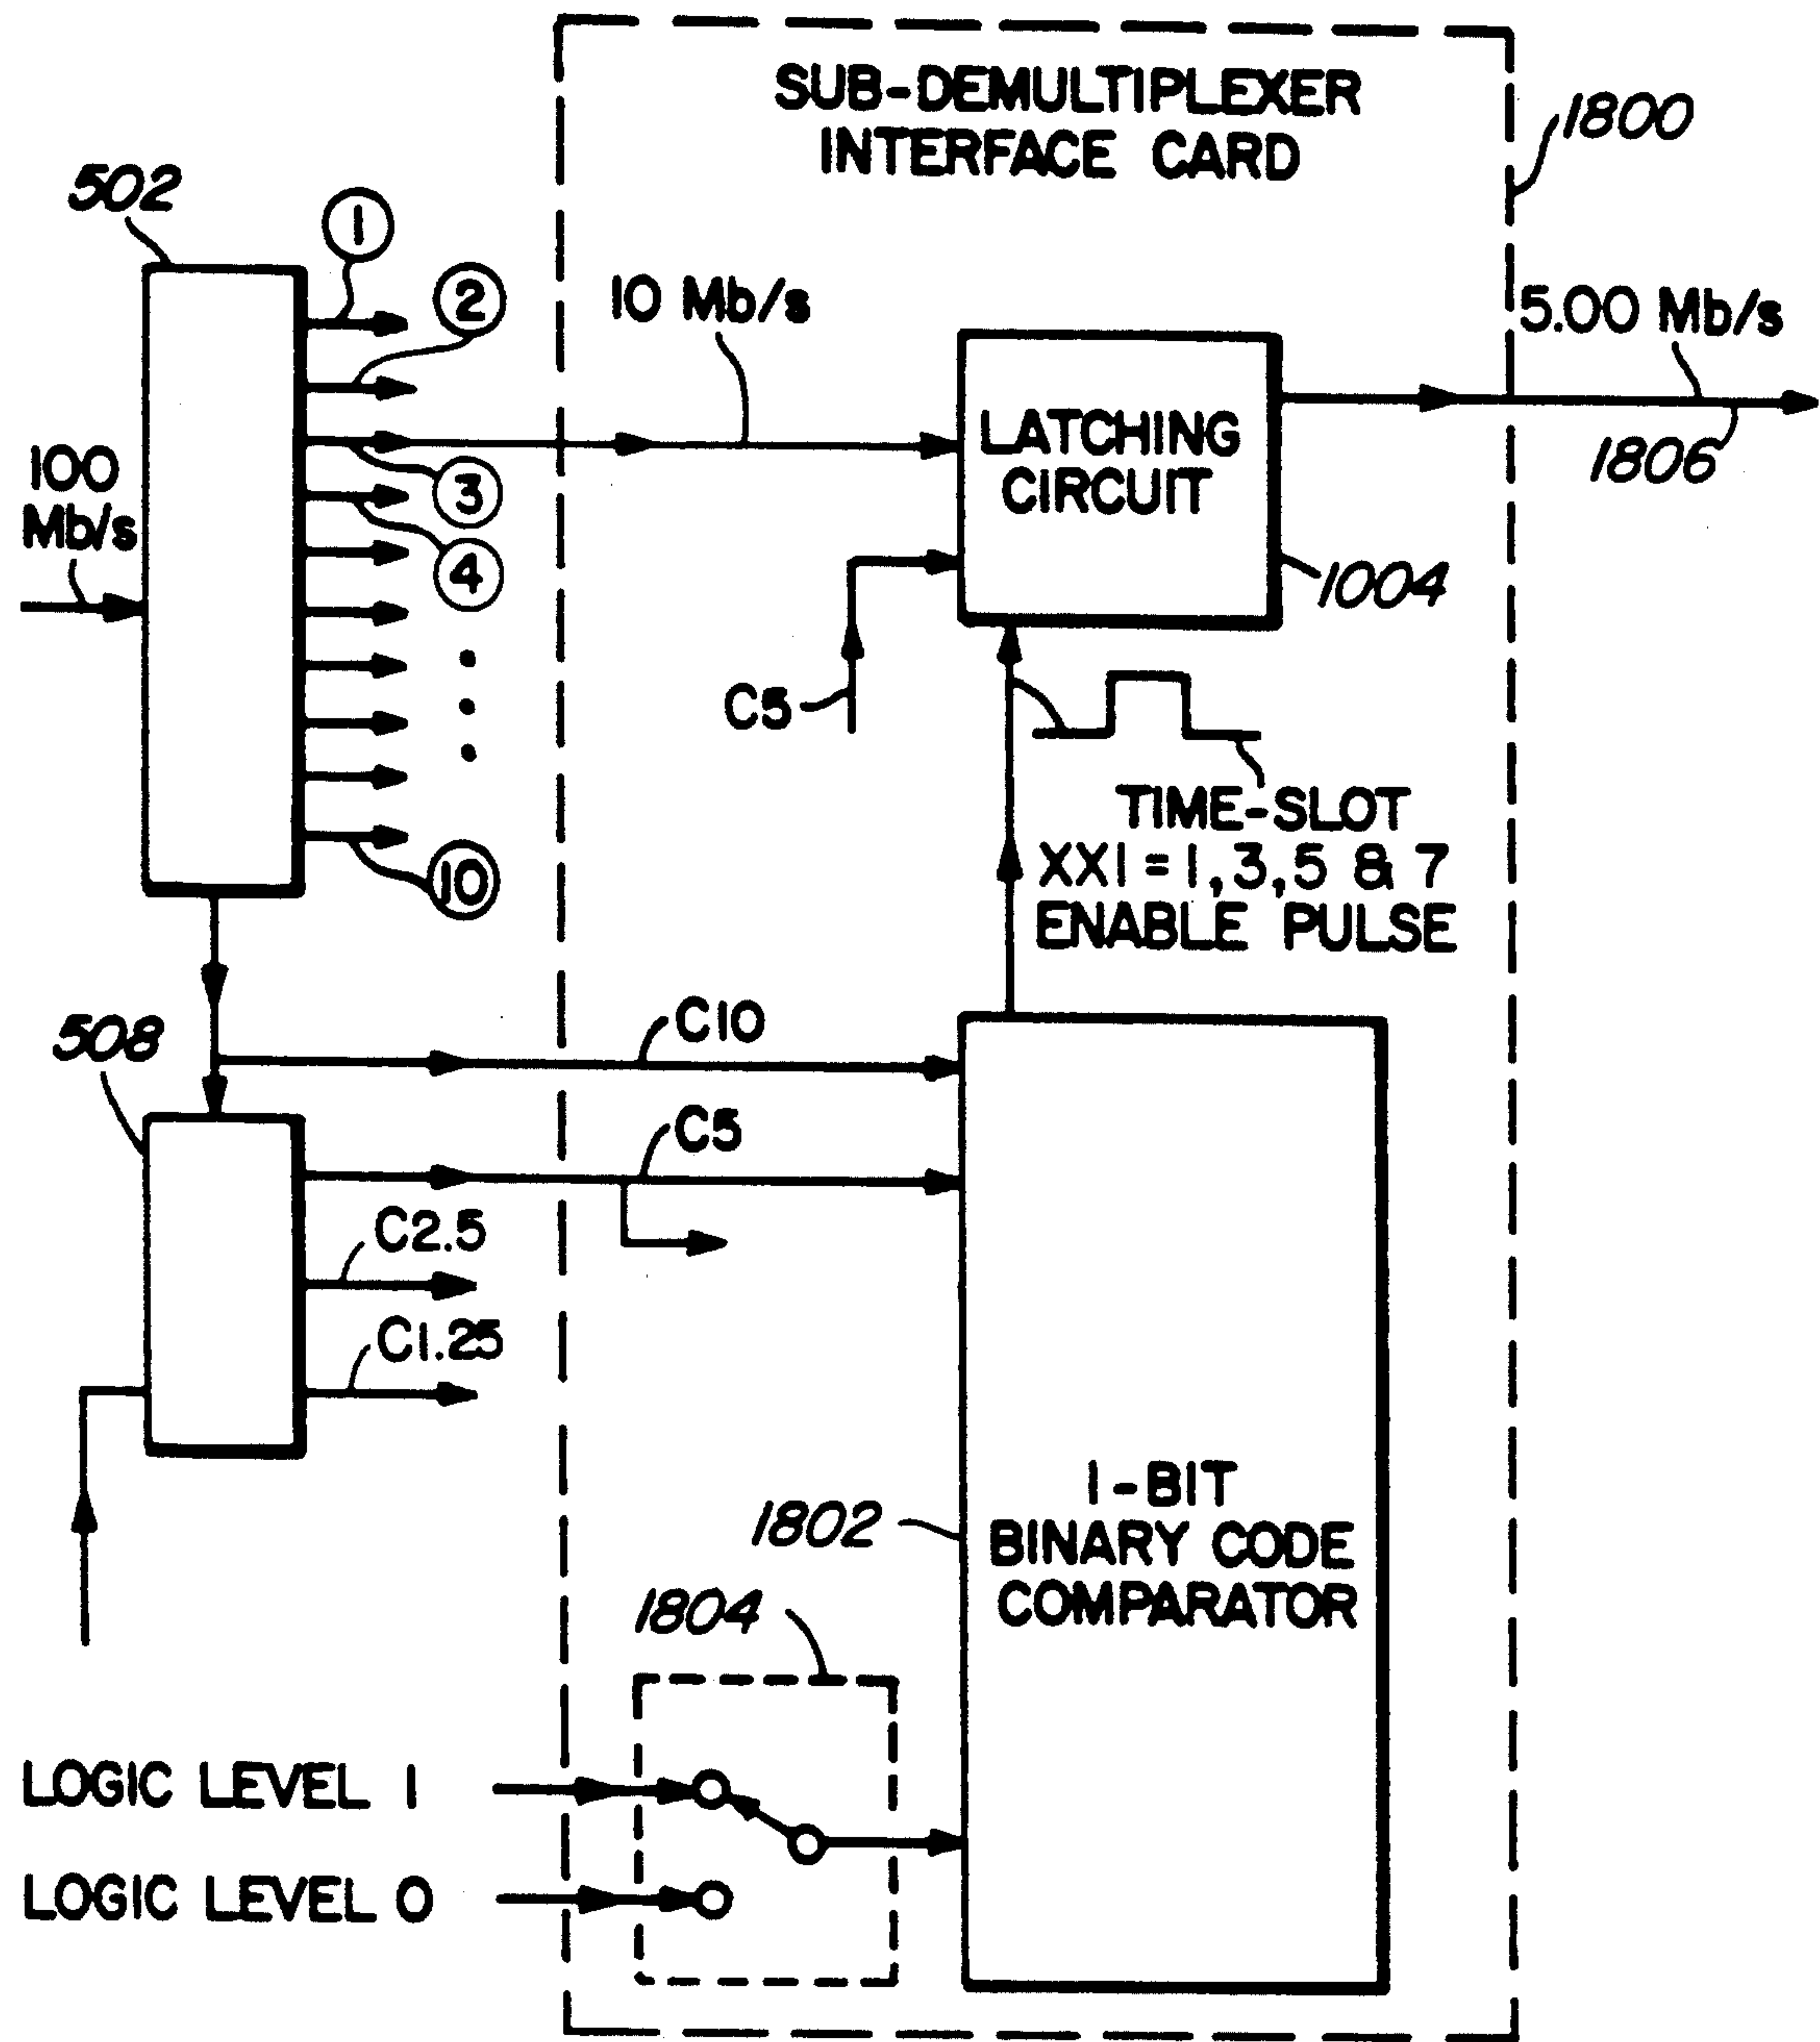 SUB-DEMULTIPLEXER
INTERFACE CARD
1800
502
1
2
10 Mb/s
5.00 Mb/s
100
Mb/s
LATCHING
CIRCUIT
3
1806
4
1004
C5
TIME-SLOT
XX1 = 1,3,5 & 7
ENABLE PULSE
10
508
C10
C5
C2.5
C1.25
1802
1-BIT
BINARY CODE
COMPARATOR
1804
LOGIC LEVEL 1
LOGIC LEVEL 0